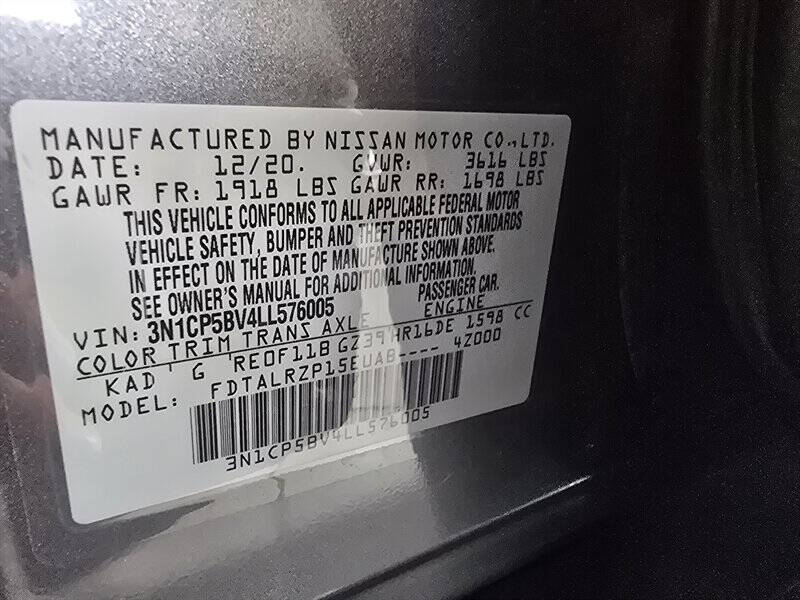 MANUFACTURED BY NISSAN MOTOR CO.,LTD.
DATE: 12/20. GVWR: 3616 LBS
GAWR FR: 1918 LBS GAWR RR: 1698 LBS
THIS VEHICLE CONFORMS TO ALL APPLICABLE FEDERAL MOTOR
VEHICLE SAFETY, BUMPER AND THEFT PREVENTION STANDARDS
IN EFFECT ON THE DATE OF MANUFACTURE SHOWN ABOVE.
SEE OWNER'S MANUAL FOR ADDITIONAL INFORMATION.
VIN: 3N1CP5BV4LL576005 PASSENGER CAR.
COLOR TRIM TRANS AXLE ENGINE
KAD G RE0F11B GZ39 HR16DE 1598 CC
MODEL: FDTALRZP15EUAB---- 4Z000
3N1CP5BV4LL576005